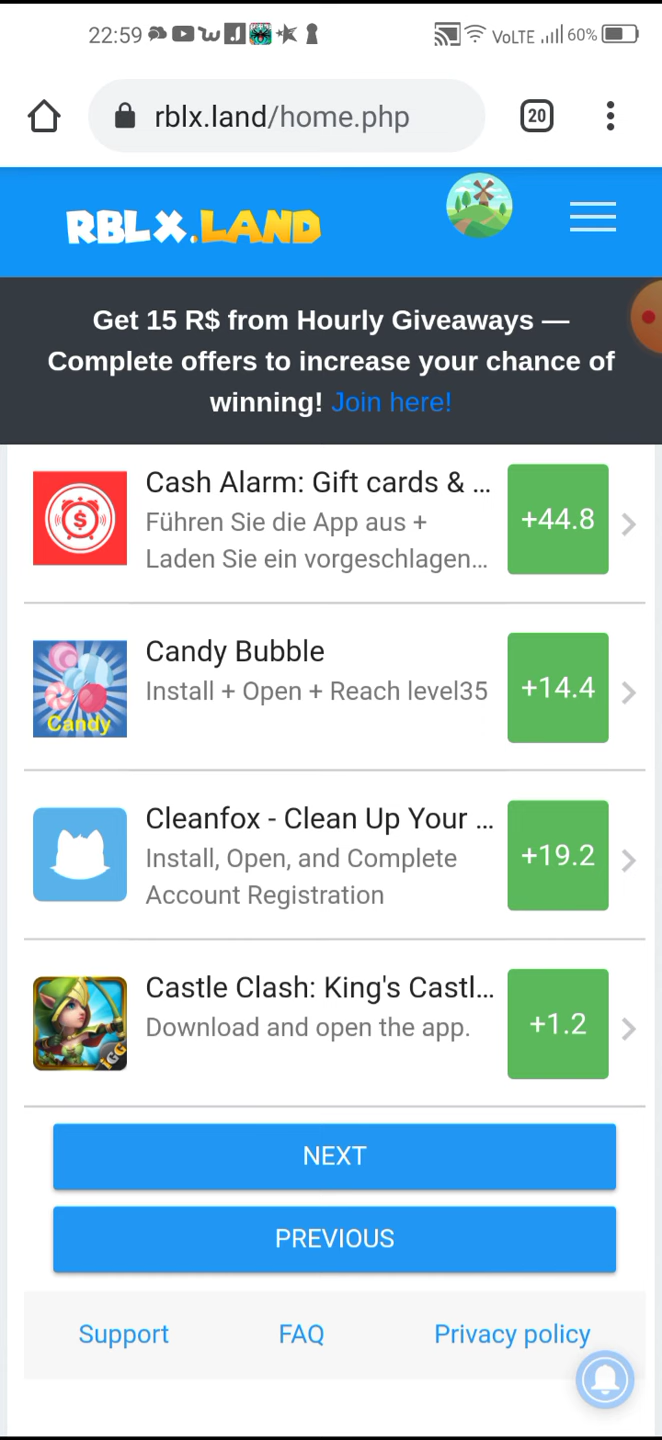 22:59 VoLTE 60%
rblx.land/home.php 20
RBLX.LAND
Get 15 R$ from Hourly Giveaways —
Complete offers to increase your chance of
winning! Join here!
Cash Alarm: Gift cards & ...
Führen Sie die App aus +
Laden Sie ein vorgeschlagen...
+44.8
Candy Bubble
Install + Open + Reach level35
+14.4
Candy
Cleanfox - Clean Up Your ...
Install, Open, and Complete
Account Registration
+19.2
Castle Clash: King's Castl...
Download and open the app.
+1.2
IGG
NEXT
PREVIOUS
Support FAQ Privacy policy